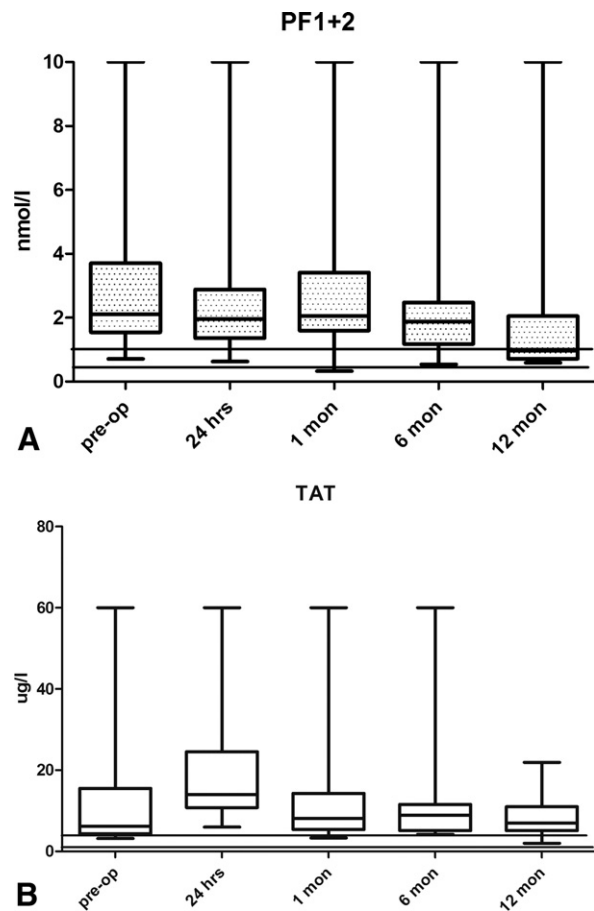 PF1+2
10
8
6
4
2
0
nmol/l
pre-op
24 hrs
1 mon
6 mon
12 mon
A
TAT
80
60
40
20
0
ug/l
pre-op
24 hrs
1 mon
6 mon
12 mon
B